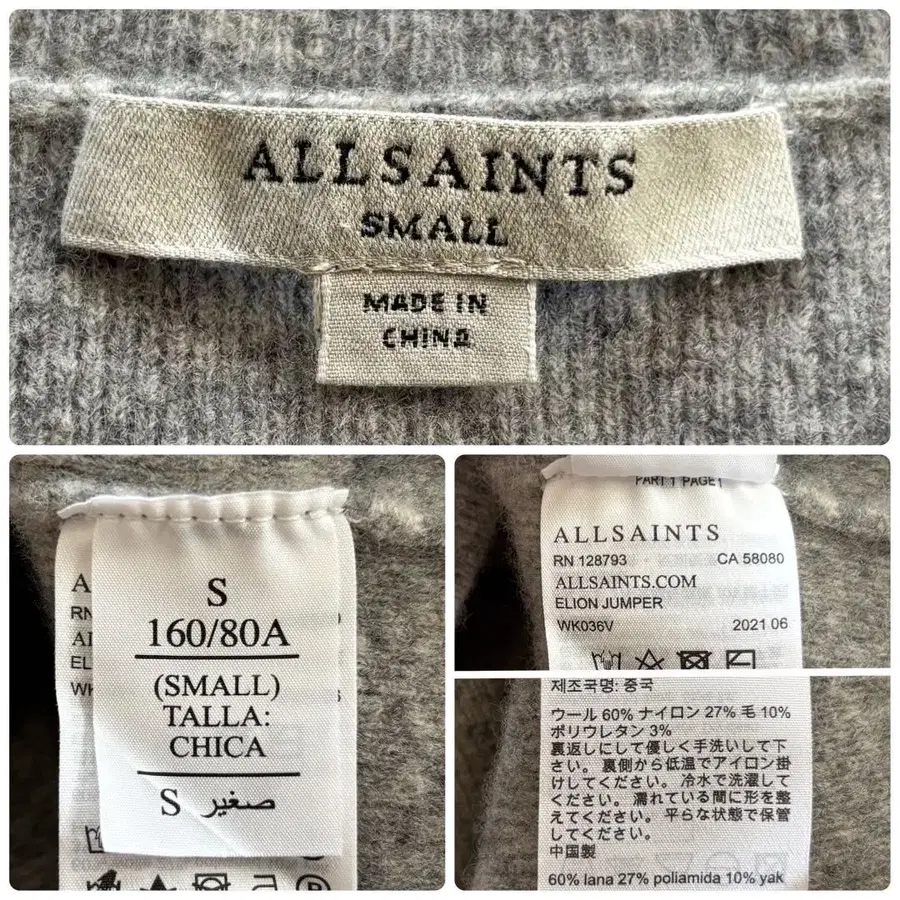 ALLSAINTS
SMALL
MADE IN
CHINA
S
160/80A
(SMALL)
TALLA:
CHICA
S صغير
A
RN
Al
EL
WK
PART 1 PAGE 1
ALLSAINTS
RN 128793 CA 58080
ALLSAINTS.COM
ELION JUMPER
WK036V 2021 06
제조국명: 중국
ウール 60% ナイロン 27% 毛 10%
ポリウレタン 3%
裏返しにして優しく手洗いして下
さい。 裏側から低温でアイロン掛
けしてください。 冷水で洗濯して
ください。 濡れている間に形を整
えてください。 平らな状態で保管
してください。
中国製
60% lana 27% poliamida 10% yak